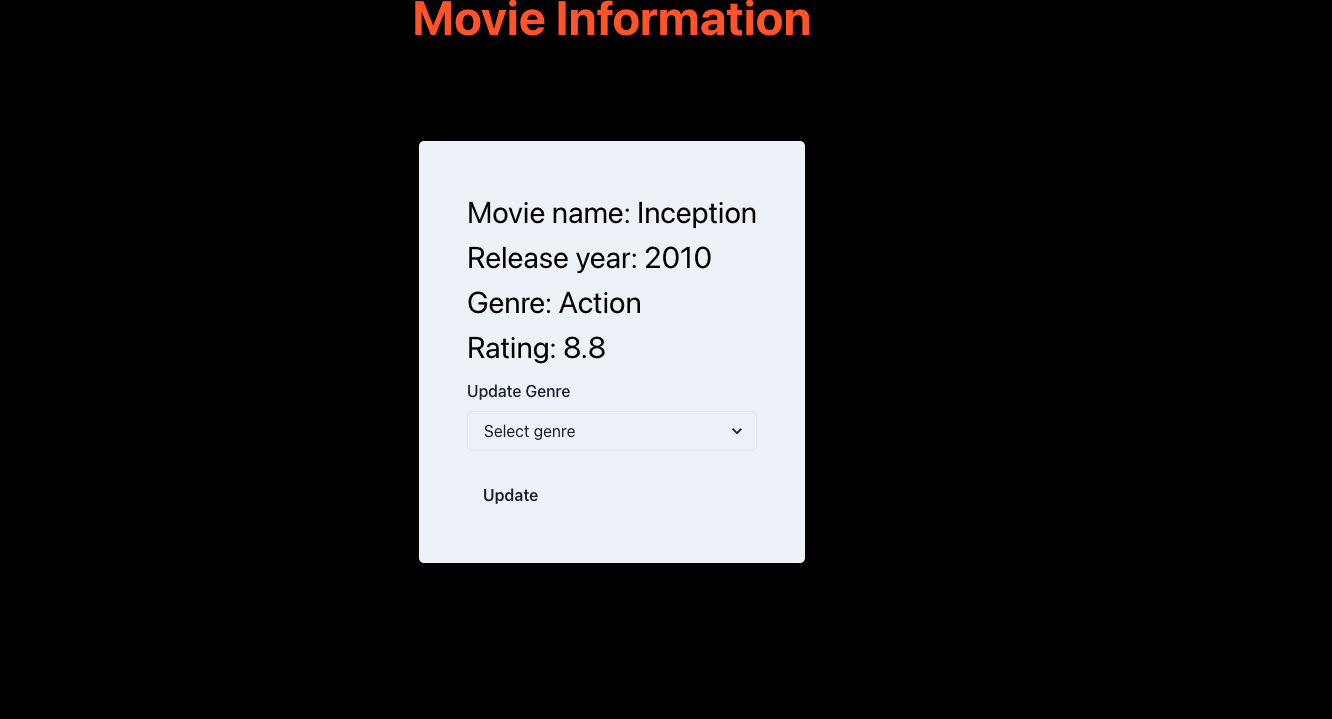 Movie Information
Movie name: Inception
Release year: 2010
Genre: Action
Rating: 8.8
Update Genre
Select genre
Update